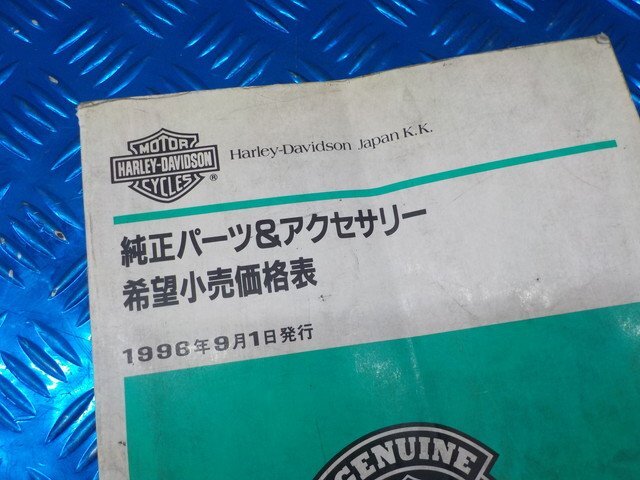 MOTOR
HARLEY-DAVIDSON
CYCLES
®
Harley-Davidson Japan K.K.
純正パーツ&アクセサリー
希望小売価格表
1996年9月1日発行
GENUINE